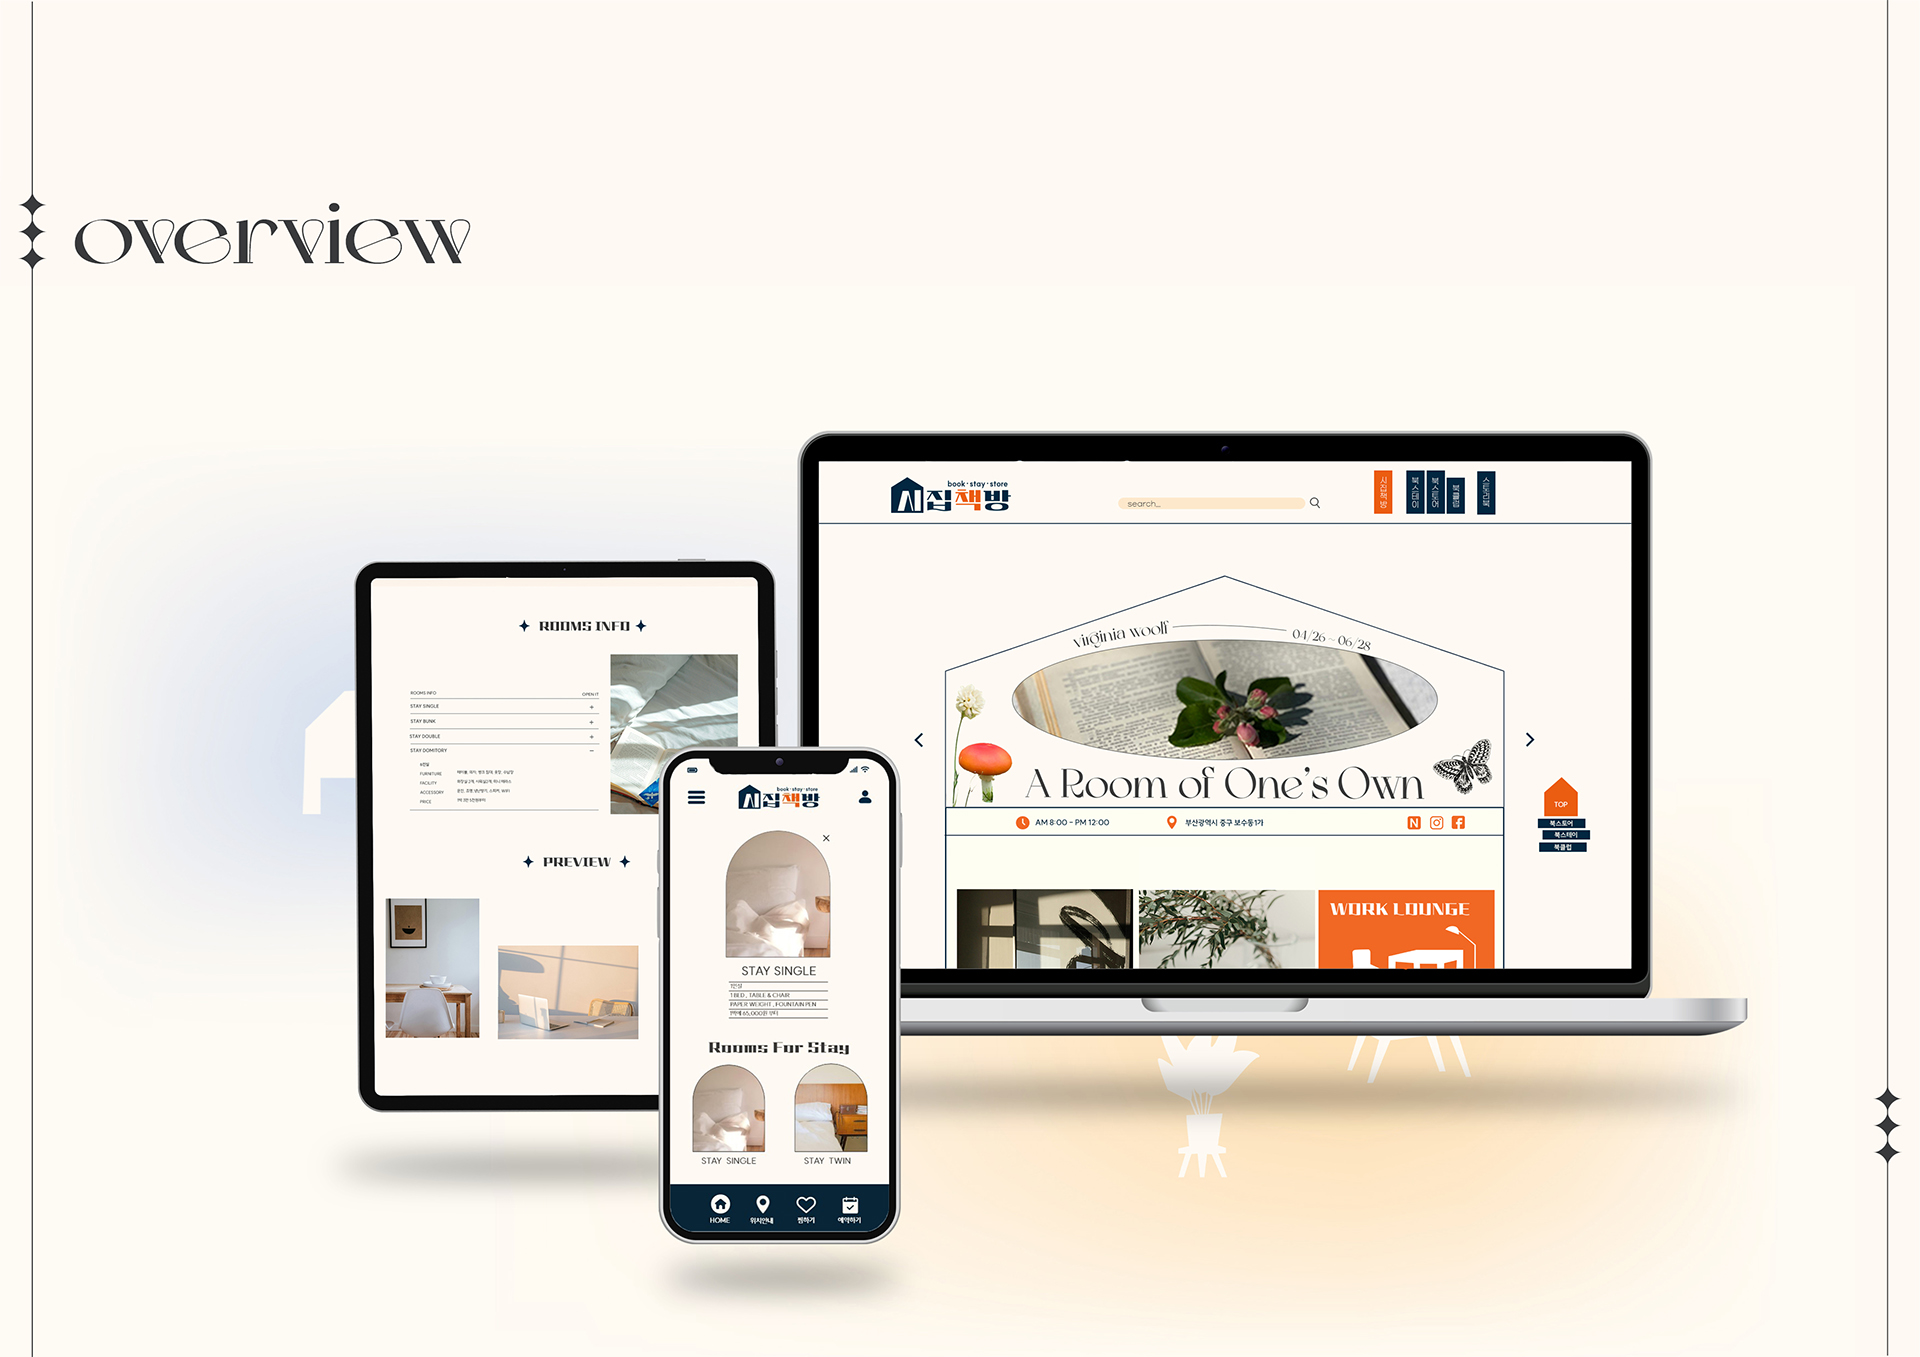 overview
book·stay·store
시집책방
search...
시집책방
북스테이
북스토어
북클럽
스토리북
virginia woolf
04/26 ~ 06/28
A Room of One's Own
AM 8:00 - PM 12:00
부산광역시 중구 보수동1가
TOP
북스토어
북스테이
북클럽
WORK LOUNGE
ROOMS INFO
ROOMS INFO
OPEN IT
STAY SINGLE
STAY BUNK
STAY DOUBLE
STAY DOMITORY
FURNITURE
FACILITY
ACCESSORY
PRICE
PREVIEW
book·stay·store
시집책방
STAY SINGLE
1인실
1 BED , TABLE & CHAIR
PAPER WEIGHT , FOUNTAIN PEN
1박에 65,000원 부터
Rooms For Stay
STAY SINGLE
STAY TWIN
HOME
위치안내
찜하기
예약하기